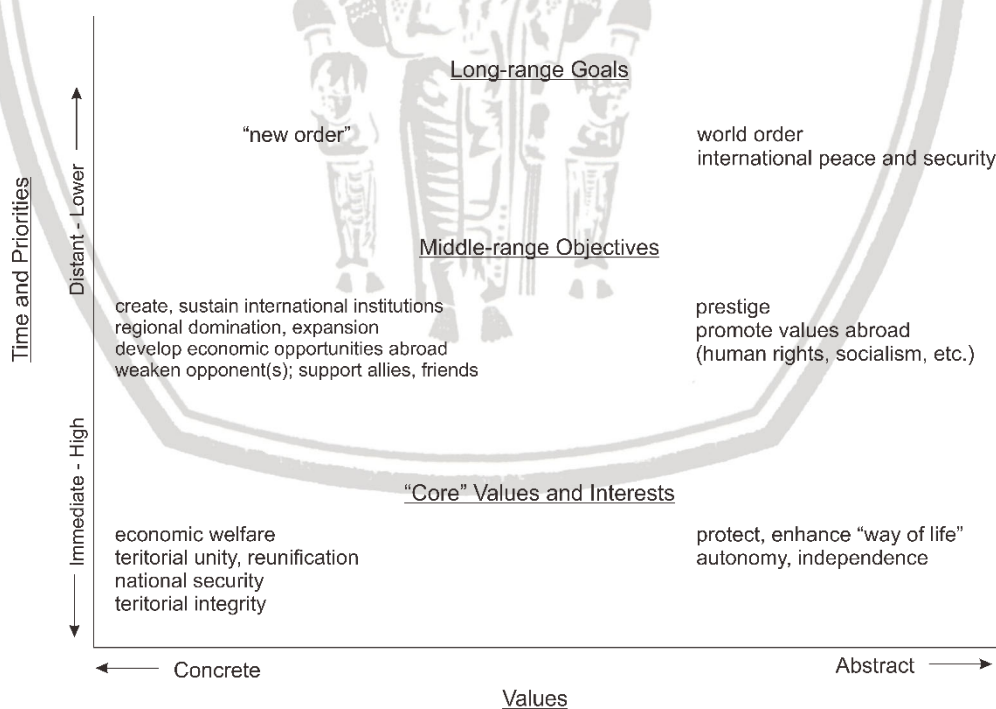 Long-range Goals
"new order"
world order
international peace and security
Middle-range Objectives
create, sustain international institutions
regional domination, expansion
develop economic opportunities abroad
weaken opponent(s); support allies, friends
prestige
promote values abroad
(human rights, socialism, etc.)
"Core" Values and Interests
economic welfare
teritorial unity, reunification
national security
teritorial integrity
protect, enhance "way of life"
autonomy, independence
Time and Priorities
Distant - Lower
Immediate - High
Concrete
Abstract
Values